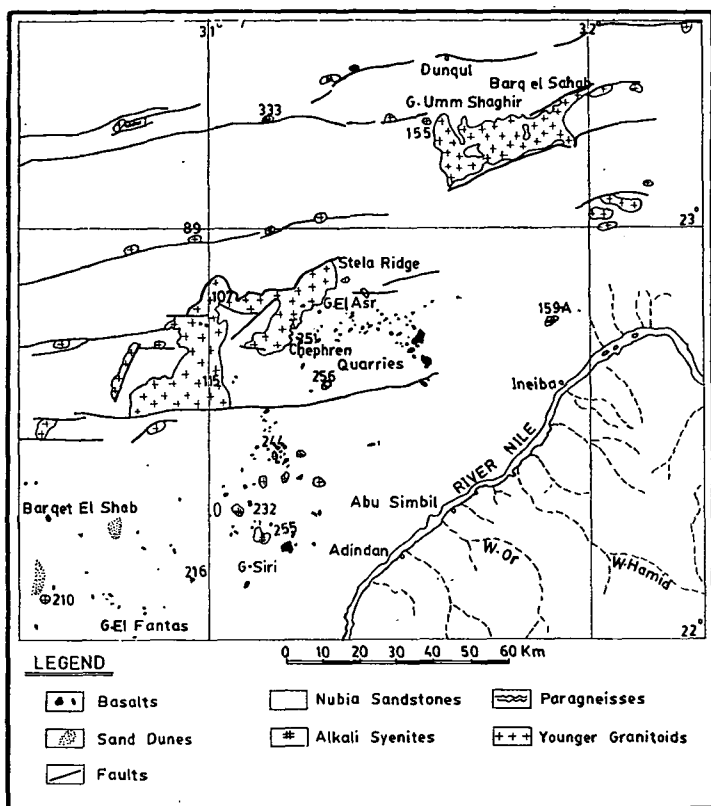 31°
32°
Dunqul
Barq el Sahab
G. Umm Shaghir
333
155
89
23°
Stela Ridge
107
G.El Asr
159A
251
Chephren
Quarries
256
115
Ineiba
RIVER NILE
244
Barqet El Shab
0
232
Abu Simbil
255
Adindan
W. Or
W. Hamid
216
G.Siri
210
G.El Fantas
22°
LEGEND
0 10 20 30 40 50 60 Km
Basalts
Nubia Sandstones
Paragneisses
Sand Dunes
Alkali Syenites
Younger Granitoids
Faults